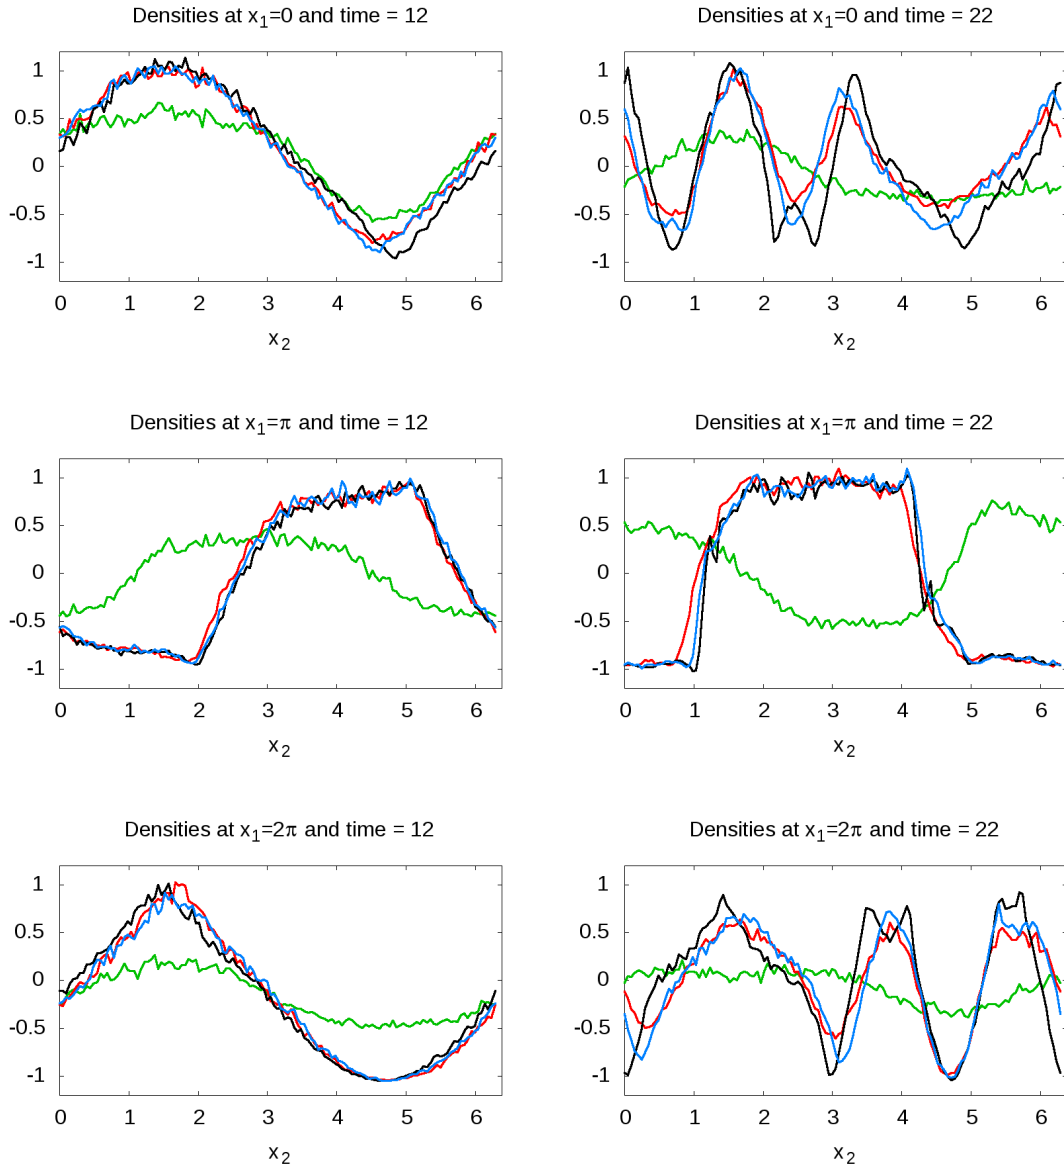 Densities at x₁=0 and time = 12
1
0.5
0
-0.5
-1
0 1 2 3 4 5 6
x₂
Densities at x₁=0 and time = 22
1
0.5
0
-0.5
-1
0 1 2 3 4 5 6
x₂
Densities at x₁=π and time = 12
1
0.5
0
-0.5
-1
0 1 2 3 4 5 6
x₂
Densities at x₁=π and time = 22
1
0.5
0
-0.5
-1
0 1 2 3 4 5 6
x₂
Densities at x₁=2π and time = 12
1
0.5
0
-0.5
-1
0 1 2 3 4 5 6
x₂
Densities at x₁=2π and time = 22
1
0.5
0
-0.5
-1
0 1 2 3 4 5 6
x₂